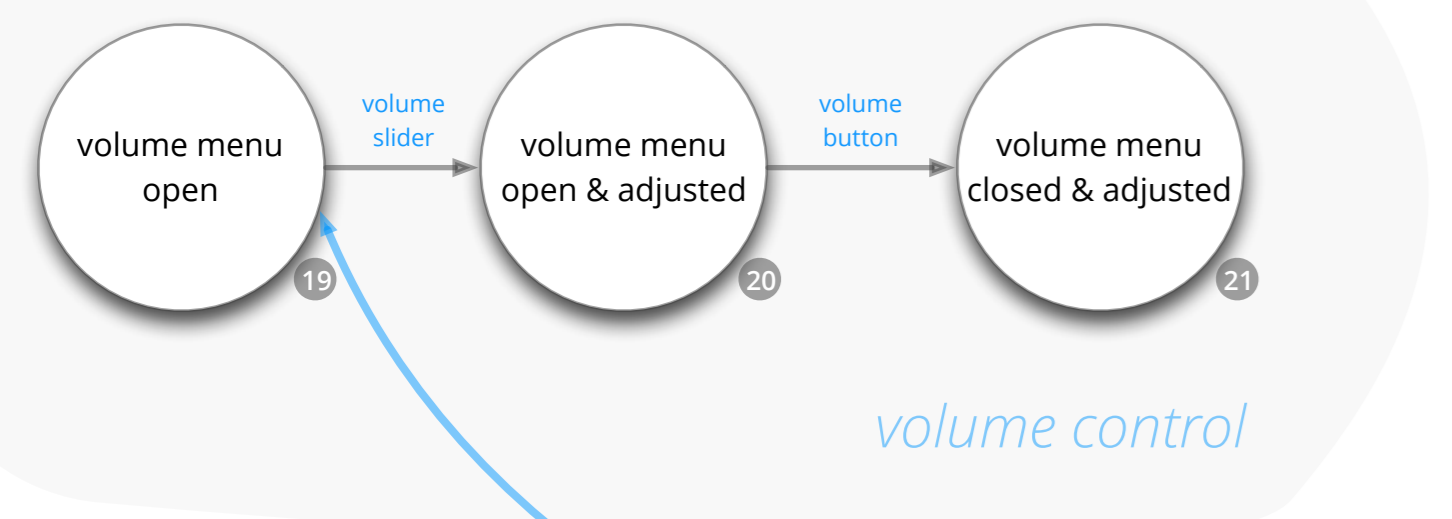 volume menu
open
19
volume
slider
volume menu
open & adjusted
20
volume
button
volume menu
closed & adjusted
21
volume control